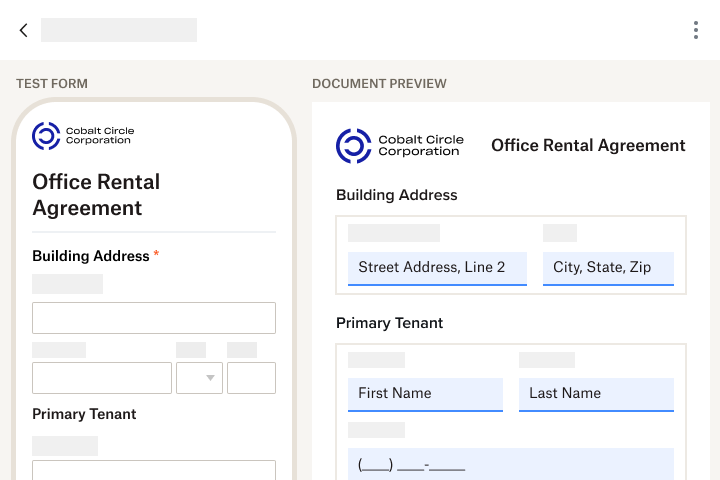 TEST FORM
Cobalt Circle
Corporation
Office Rental
Agreement
Building Address *
Primary Tenant
DOCUMENT PREVIEW
Cobalt Circle
Corporation
Office Rental Agreement
Building Address
Street Address, Line 2
City, State, Zip
Primary Tenant
First Name
Last Name
(___) ___-____